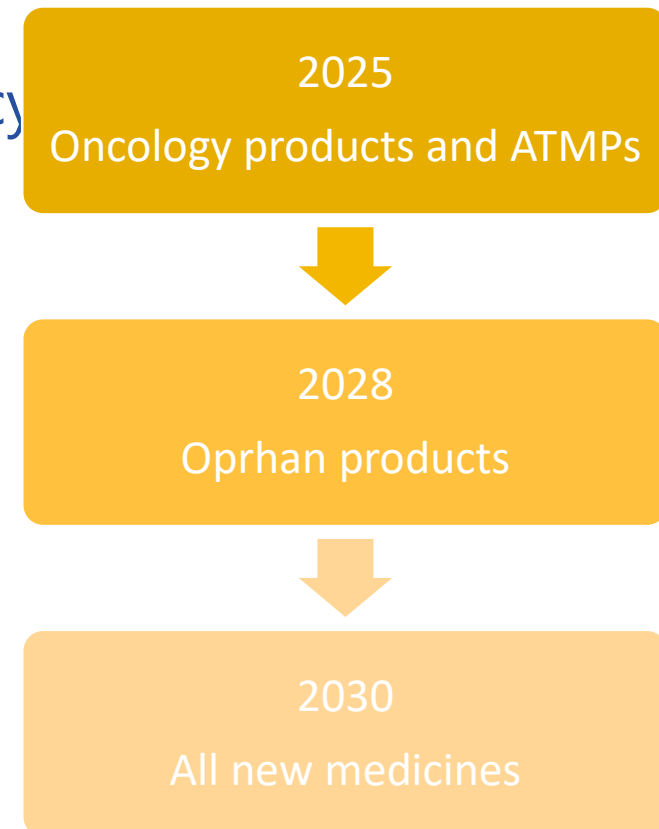 2025
Oncology products and ATMPs
2028
Oprhan products
2030
All new medicines